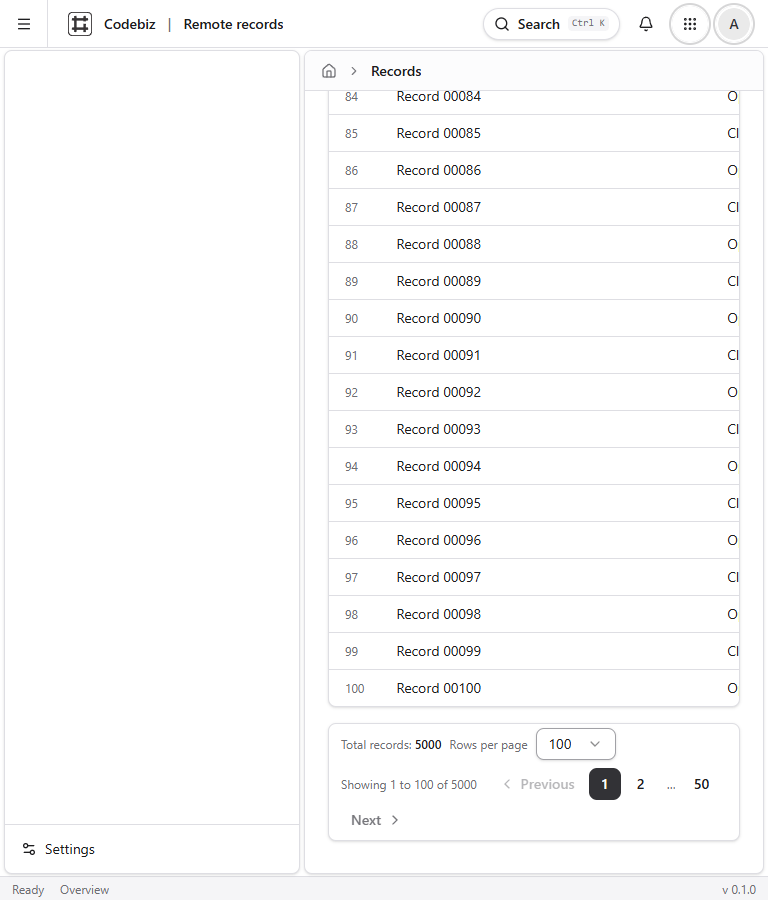 Codebiz | Remote records
Search Ctrl K
A
Records
84 Record 00084
85 Record 00085
86 Record 00086
87 Record 00087
88 Record 00088
89 Record 00089
90 Record 00090
91 Record 00091
92 Record 00092
93 Record 00093
94 Record 00094
95 Record 00095
96 Record 00096
97 Record 00097
98 Record 00098
99 Record 00099
100 Record 00100
Total records: 5000 Rows per page 100
Showing 1 to 100 of 5000 Previous 1 2 ... 50
Next
Settings
Ready Overview v 0.1.0